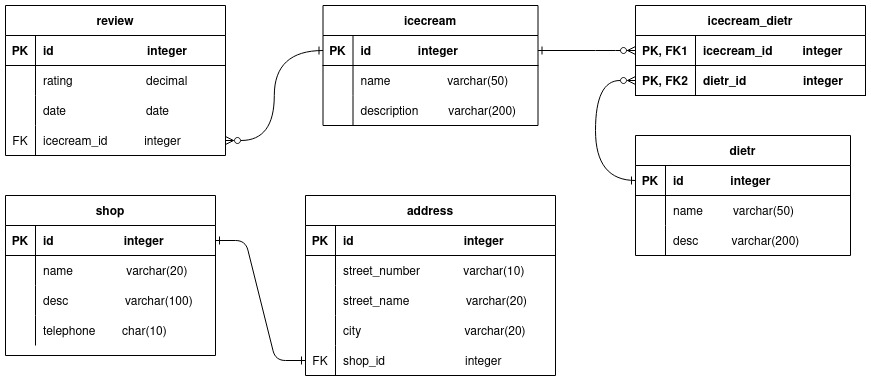 review
PK id integer
rating decimal
date date
FK icecream_id integer
icecream
PK id integer
name varchar(50)
description varchar(200)
icecream_dietr
PK, FK1 icecream_id integer
PK, FK2 dietr_id integer
dietr
PK id integer
name varchar(50)
desc varchar(200)
shop
PK id integer
name varchar(20)
desc varchar(100)
telephone char(10)
address
PK id integer
street_number varchar(10)
street_name varchar(20)
city varchar(20)
FK shop_id integer